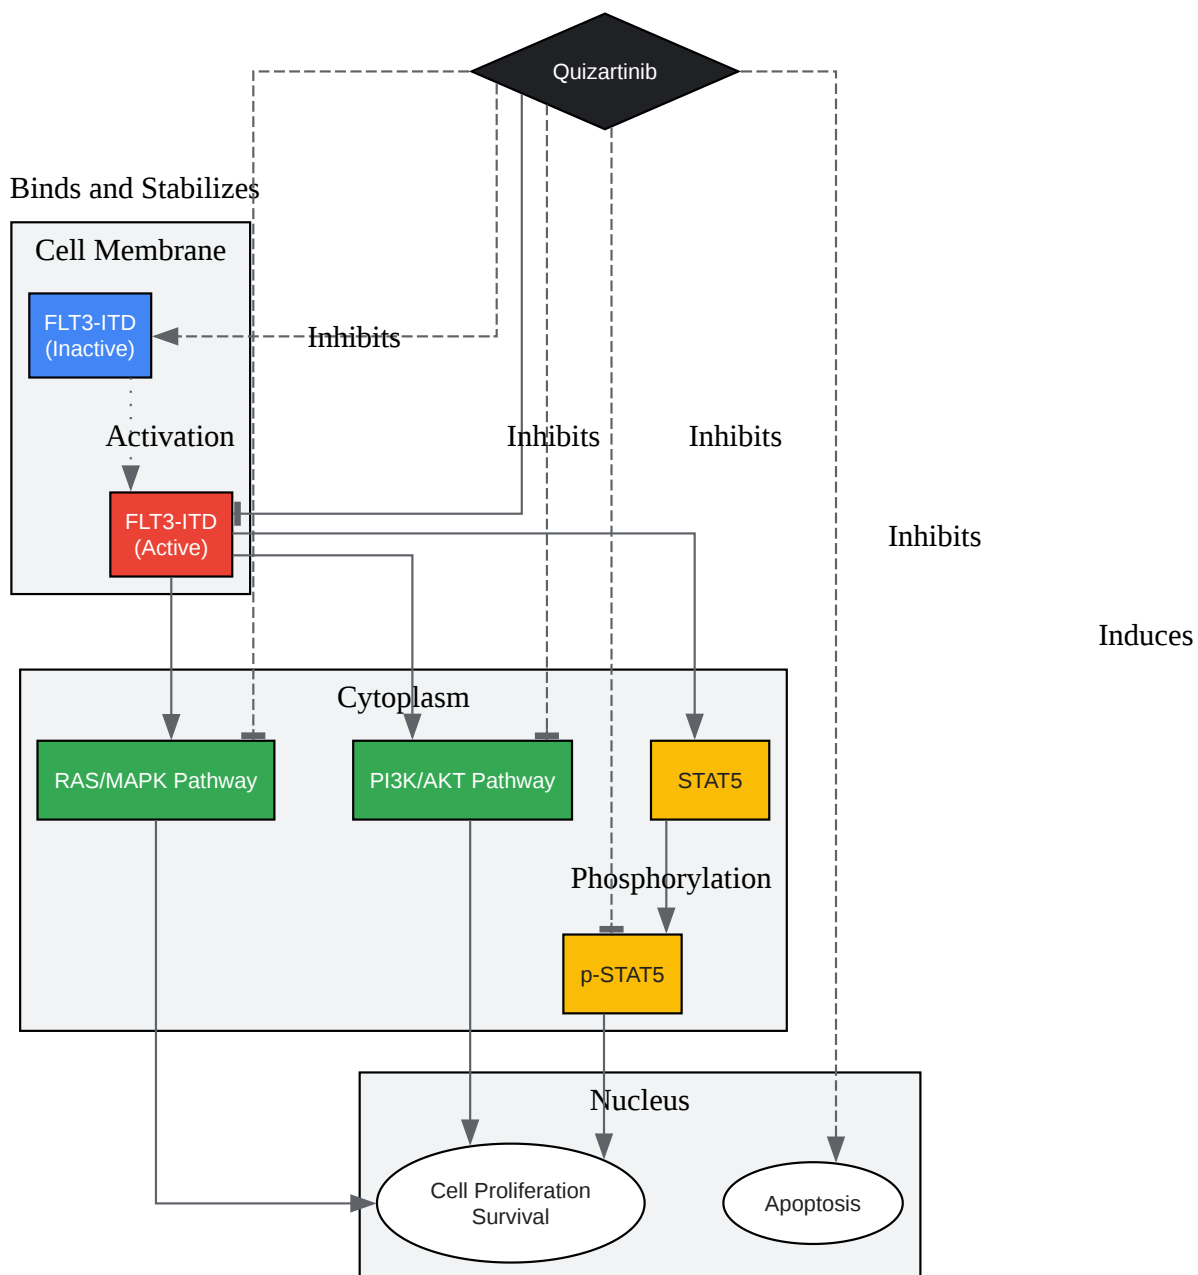 Quizartinib
Binds and Stabilizes
Cell Membrane
FLT3-ITD
(Inactive)
Inhibits
Activation
Inhibits
Inhibits
FLT3-ITD
(Active)
Inhibits
Induces
Cytoplasm
RAS/MAPK Pathway
PI3K/AKT Pathway
STAT5
Phosphorylation
p-STAT5
Nucleus
Cell Proliferation
Survival
Apoptosis